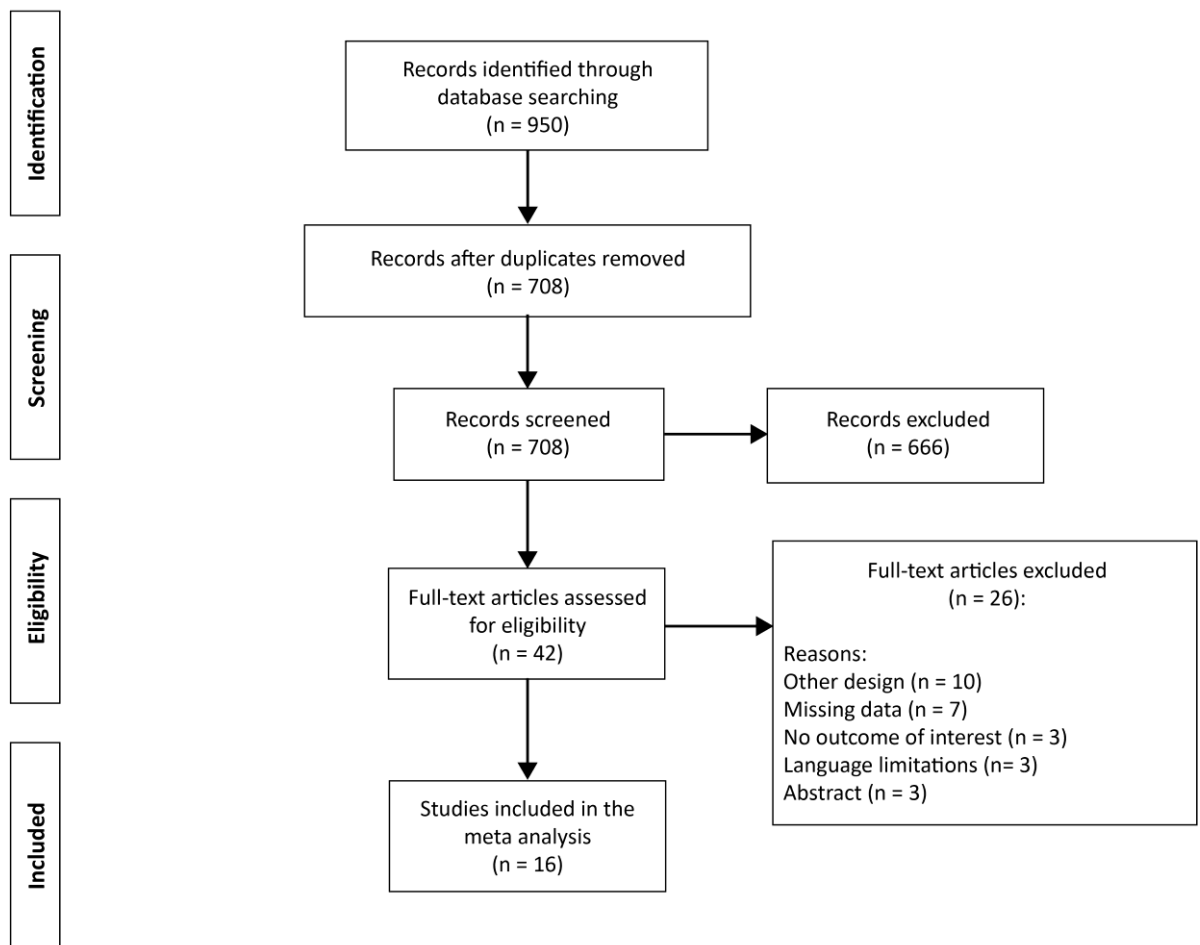 Identification
Records identified through
database searching
(n = 950)
Records after duplicates removed
(n = 708)
Screening
Records screened
(n = 708)
Records excluded
(n = 666)
Eligibility
Full-text articles assessed
for eligibility
(n = 42)
Full-text articles excluded
(n = 26):
Reasons:
Other design (n = 10)
Missing data (n = 7)
No outcome of interest (n = 3)
Language limitations (n= 3)
Abstract (n = 3)
Included
Studies included in the
meta analysis
(n = 16)